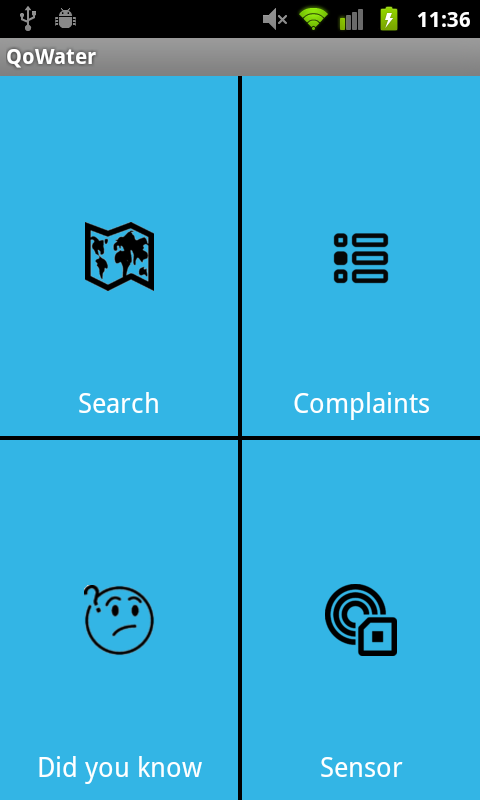 11:36
QoWater
Search
Complaints
Did you know
Sensor